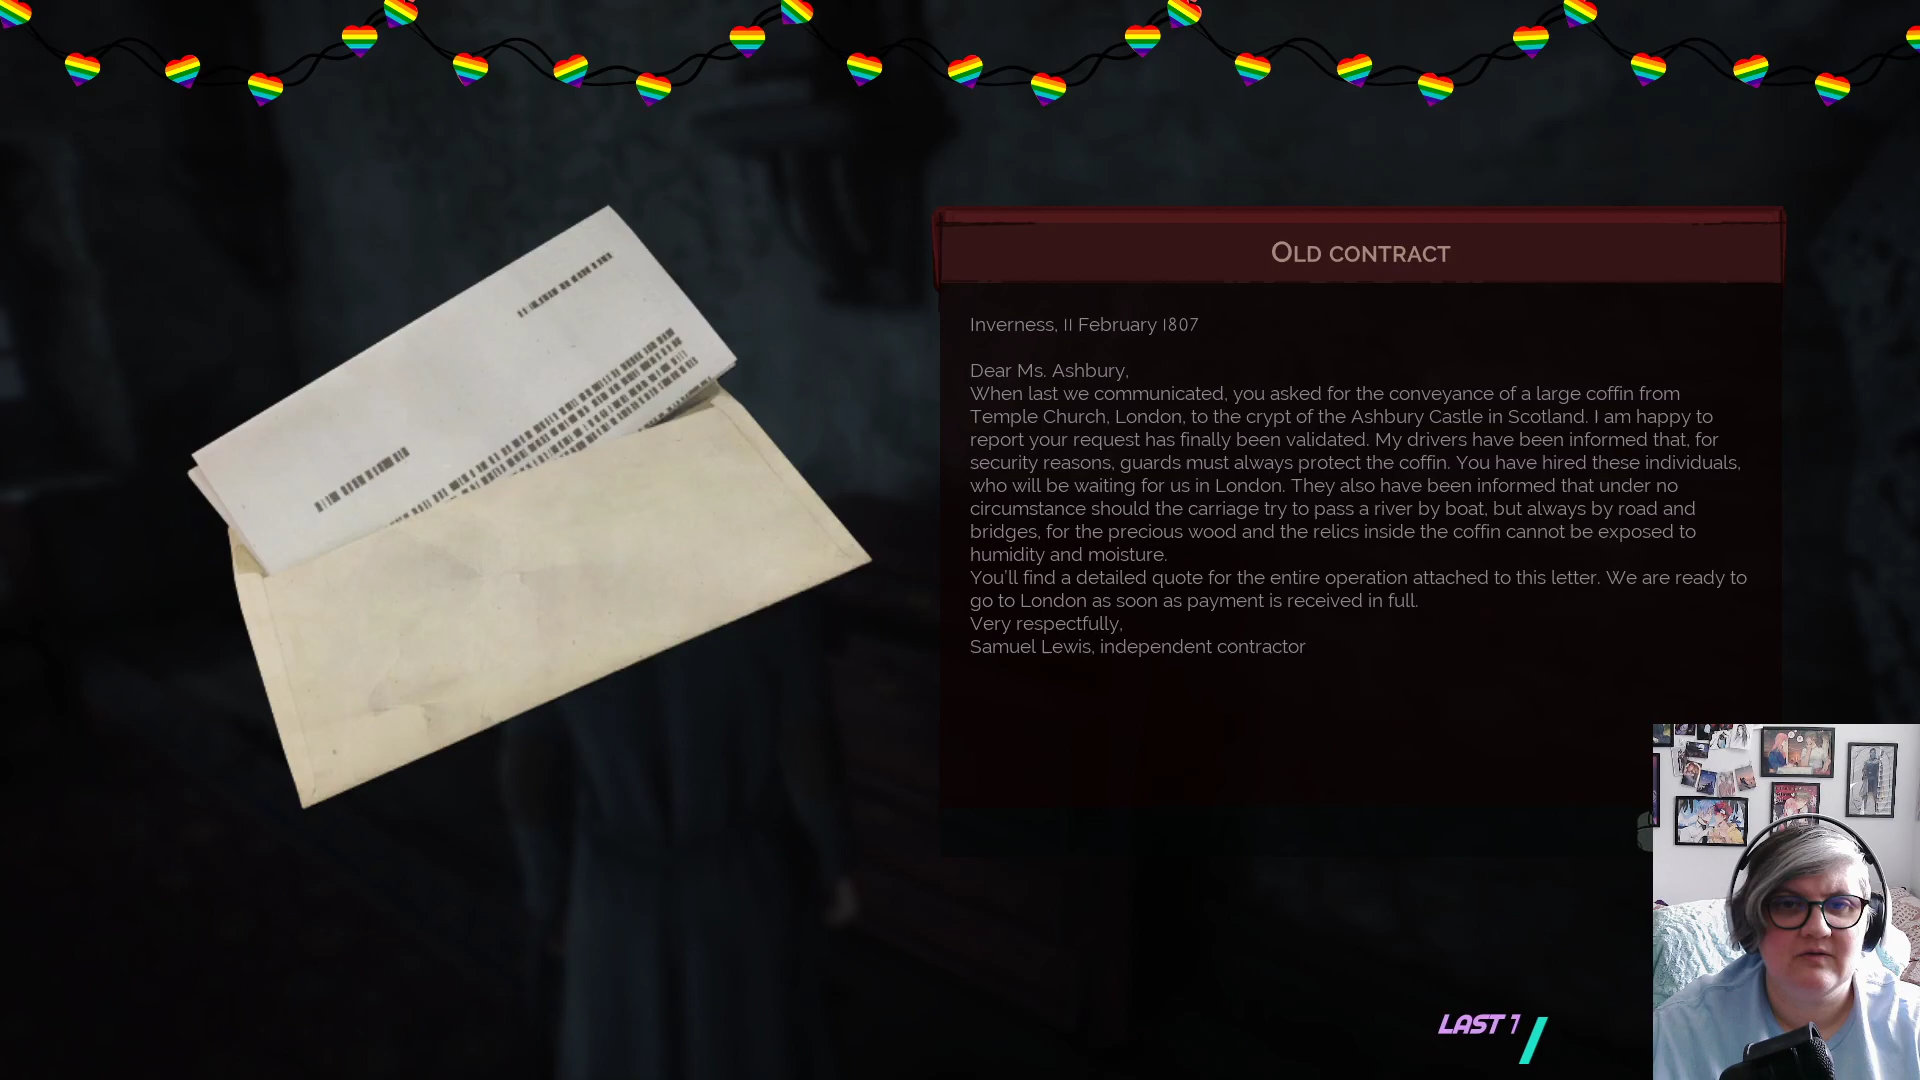 Old contract
Inverness, 11 February 1807
Dear Ms. Ashbury,
When last we communicated, you asked for the conveyance of a large coffin from
Temple Church, London, to the crypt of the Ashbury Castle in Scotland. I am happy to
report your request has finally been validated. My drivers have been informed that, for
security reasons, guards must always protect the coffin. You have hired these individuals,
who will be waiting for us in London. They also have been informed that under no
circumstance should the carriage try to pass a river by boat, but always by road and
bridges, for the precious wood and the relics inside the coffin cannot be exposed to
humidity and moisture.
You'll find a detailed quote for the entire operation attached to this letter. We are ready to
go to London as soon as payment is received in full.
Very respectfully,
Samuel Lewis, independent contractor
LAST